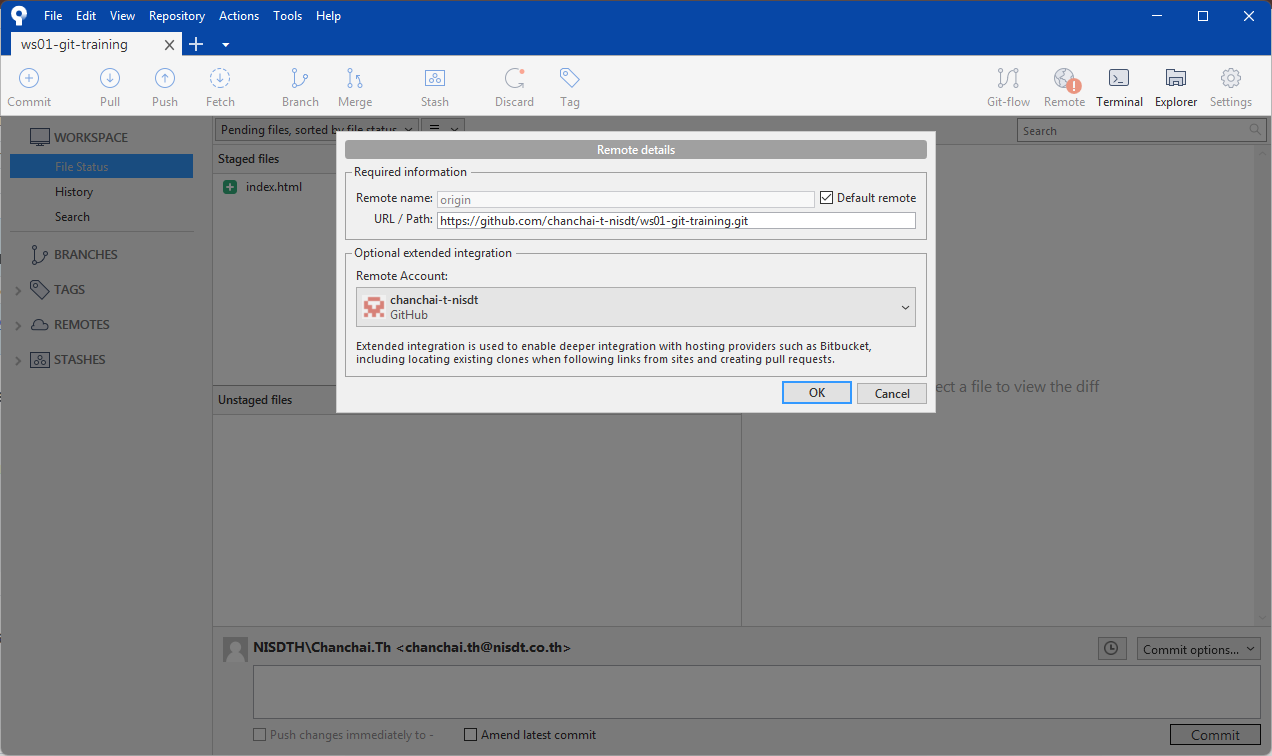 File Edit View Repository Actions Tools Help
ws01-git-training
Commit Pull Push Fetch Branch Merge Stash Discard Tag Git-flow Remote Terminal Explorer Settings
WORKSPACE
File Status
History
Search
BRANCHES
TAGS
REMOTES
STASHES
Pending files, sorted by file status
Search
Staged files
index.html
Unstaged files
Remote details
Required information
Remote name: origin Default remote
URL / Path: https://github.com/chanchai-t-nisdt/ws01-git-training.git
Optional extended integration
Remote Account:
chanchai-t-nisdt
GitHub
Extended integration is used to enable deeper integration with hosting providers such as Bitbucket,
including locating existing clones when following links from sites and creating pull requests.
OK Cancel
ect a file to view the diff
NISDTH\Chanchai.Th <chanchai.th@nisdt.co.th>
Commit options...
Push changes immediately to -
Amend latest commit
Commit